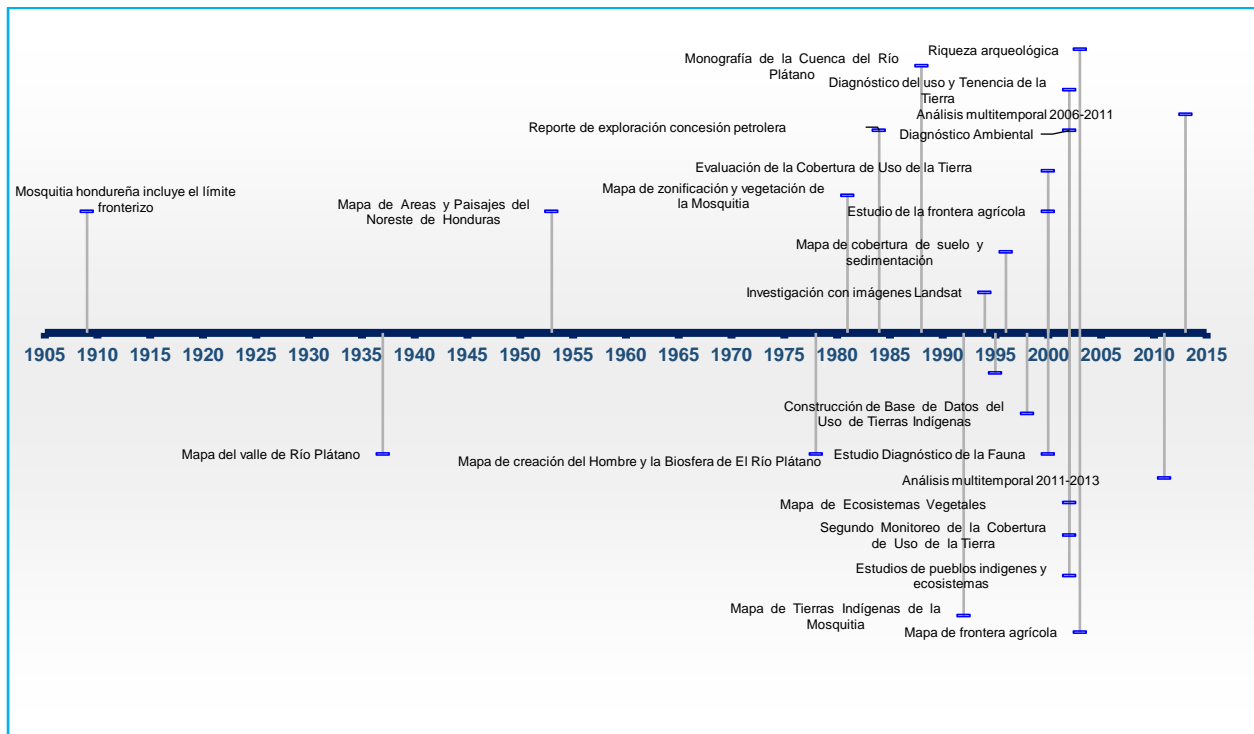 Riqueza arqueológica
Monografía de la Cuenca del Río
Plátano
Diagnóstico del uso y Tenencia de la
Tierra
Análisis multitemporal 2006-2011
Reporte de exploración concesión petrolera
Diagnóstico Ambiental
Evaluación de la Cobertura de Uso de la Tierra
Mosquitia hondureña incluye el límite
fronterizo
Mapa de Areas y Paisajes del
Noreste de Honduras
Mapa de zonificación y vegetación de
la Mosquitia
Estudio de la frontera agrícola
Mapa de cobertura de suelo y
sedimentación
Investigación con imágenes Landsat
1905 1910 1915 1920 1925 1930 1935 1940 1945 1950 1955 1960 1965 1970 1975 1980 1985 1990 1995 2000 2005 2010 2015
Construcción de Base de Datos del
Uso de Tierras Indígenas
Mapa del valle de Río Plátano
Mapa de creación del Hombre y la Biosfera de El Río Plátano
Estudio Diagnóstico de la Fauna
Análisis multitemporal 2011-2013
Mapa de Ecosistemas Vegetales
Segundo Monitoreo de la Cobertura
de Uso de la Tierra
Estudios de pueblos indigenes y
ecosistemas
Mapa de Tierras Indígenas de la
Mosquitia
Mapa de frontera agrícola